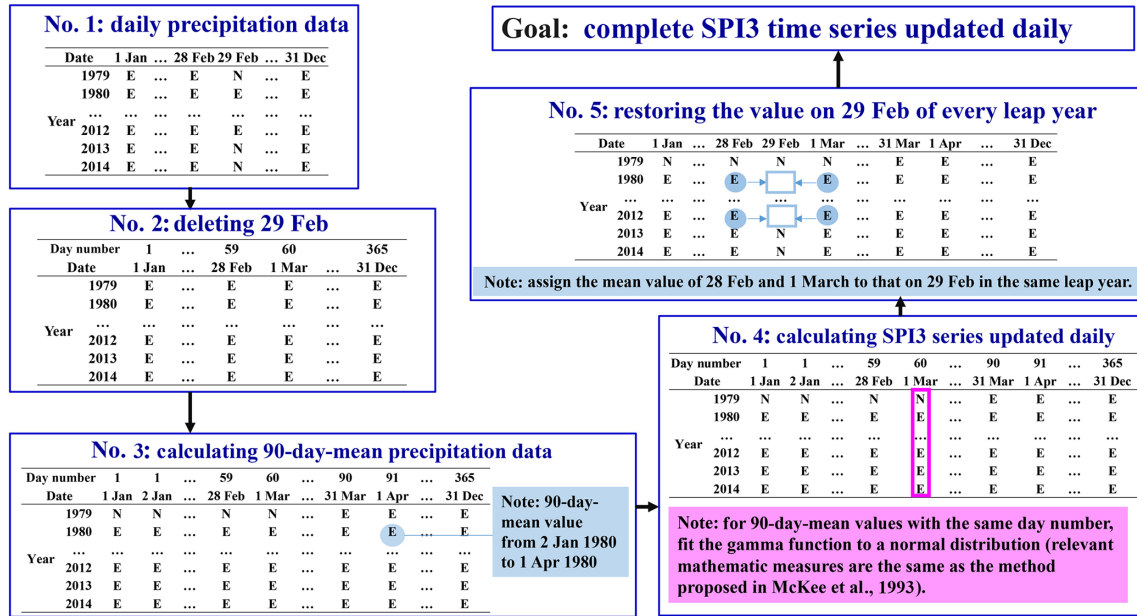 No. 1: daily precipitation data
Date 1 Jan ... 28 Feb 29 Feb ... 31 Dec
1979 E ... E N ... E
1980 E ... E E ... E
Year ... ... ... ... ... ... ...
2012 E ... E E ... E
2013 E ... E N ... E
2014 E ... E N ... E
No. 2: deleting 29 Feb
Day number 1 ... 59 60 365
Date 1 Jan ... 28 Feb 1 Mar ... 31 Dec
1979 E ... E E ... E
1980 E ... E E ... E
Year ... ... ... ... ... ... ...
2012 E ... E E ... E
2013 E ... E E ... E
2014 E ... E E ... E
No. 3: calculating 90-day-mean precipitation data
Day number 1 1 ... 59 60 ... 90 91 ... 365
Date 1 Jan 2 Jan ... 28 Feb 1 Mar ... 31 Mar 1 Apr ... 31 Dec
1979 N N ... N N ... E E ... E
1980 E E ... E E ... E E ... E
Year ... ... ... ... ... ... ... ... ... ... ...
2012 E E ... E E ... E E ... E
2013 E E ... E E ... E E ... E
2014 E E ... E E ... E E ... E
Note: 90-day-
mean value
from 2 Jan 1980
to 1 Apr 1980
No. 4: calculating SPI3 series updated daily
Day number 1 1 ... 59 60 ... 90 91 ... 365
Date 1 Jan 2 Jan ... 28 Feb 1 Mar ... 31 Mar 1 Apr ... 31 Dec
1979 N N ... N N ... E E ... E
1980 E E ... E E ... E E ... E
Year ... ... ... ... ... ... ... ... ... ... ...
2012 E E ... E E ... E E ... E
2013 E E ... E E ... E E ... E
2014 E E ... E E ... E E ... E
Note: for 90-day-mean values with the same day number,
fit the gamma function to a normal distribution (relevant
mathematic measures are the same as the method
proposed in McKee et al., 1993).
No. 5: restoring the value on 29 Feb of every leap year
Date 1 Jan ... 28 Feb 29 Feb 1 Mar ... 31 Mar 1 Apr ... 31 Dec
1979 N ... N N N ... E E ... E
1980 E ... E E ... E E ... E
Year ... ... ... ... ... ... ... ... ... ... ...
2012 E ... E E ... E E ... E
2013 E ... E N E ... E E ... E
2014 E ... E N E ... E E ... E
Note: assign the mean value of 28 Feb and 1 March to that on 29 Feb in the same leap year.
Goal: complete SPI3 time series updated daily